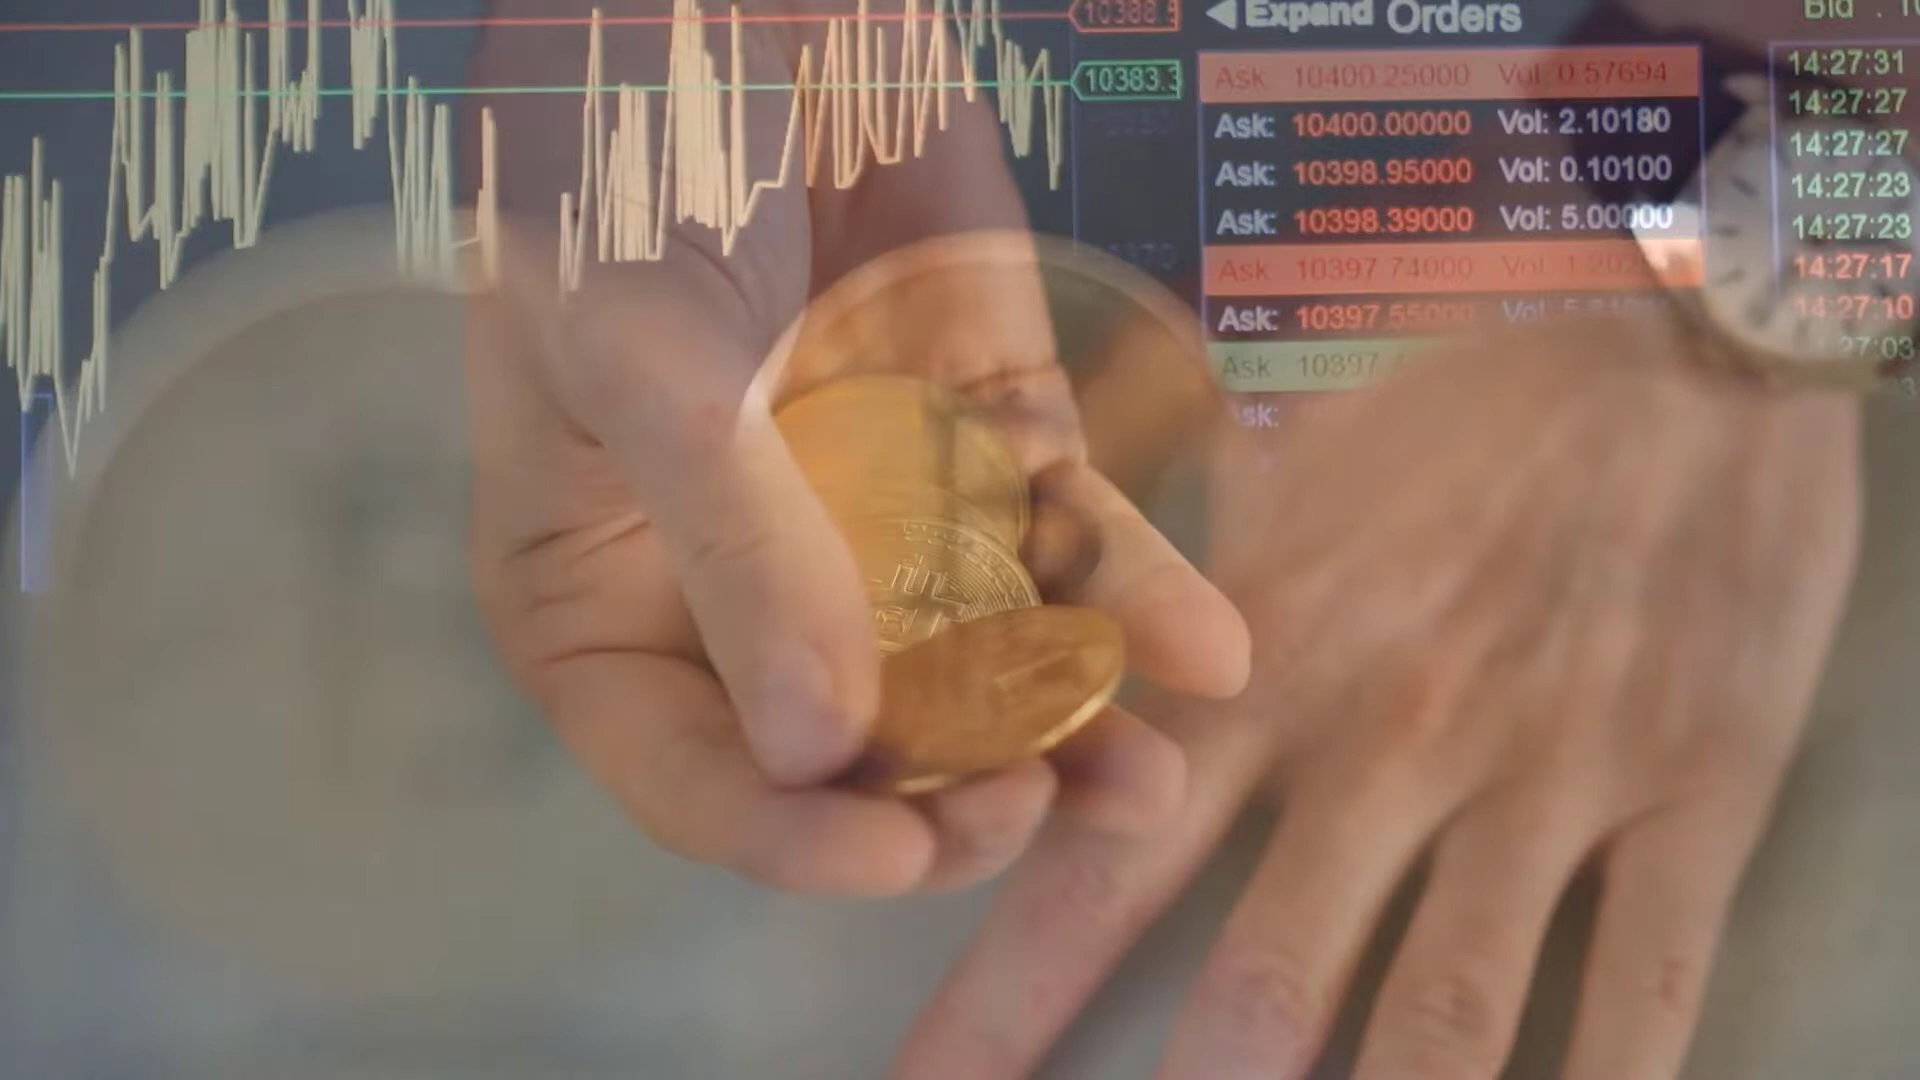 10388.5
10383.3
Expand Orders
Ask 10400.25000 Vol: 0.57694
Ask: 10400.00000 Vol: 2.10180
Ask: 10398.95000 Vol: 0.10100
Ask: 10398.39000 Vol: 5.00000
Ask 10397.74000 Vol
Ask: 10397.55000 Vol:
Ask 10397
Ask:
Bid
14:27:31
14:27:27
14:27:27
14:27:23
14:27:23
14:27:17
14:27:10
27:03